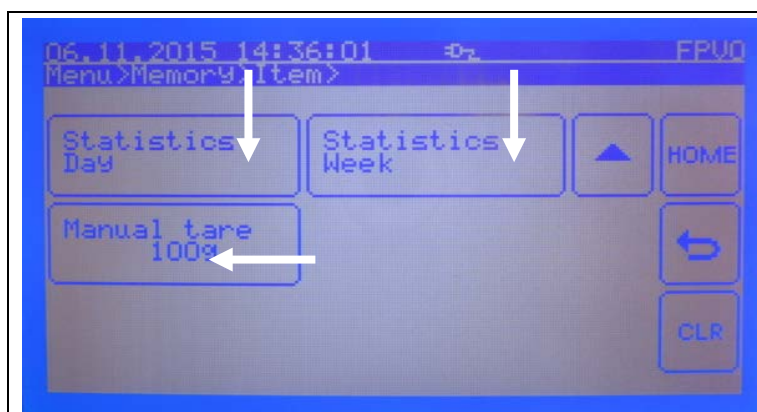 06.11.2015 14:36:01 FPVO
Menu>Memory>Item>
Statistics Day
Statistics Week
HOME
Manual tare
100g
CLR